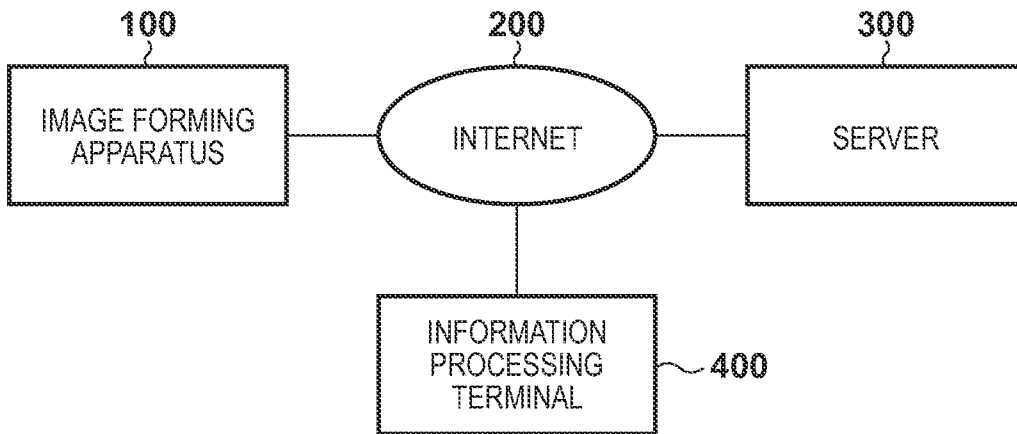 100
200
300
IMAGE FORMING
APPARATUS
INTERNET
SERVER
INFORMATION
PROCESSING
TERMINAL
400